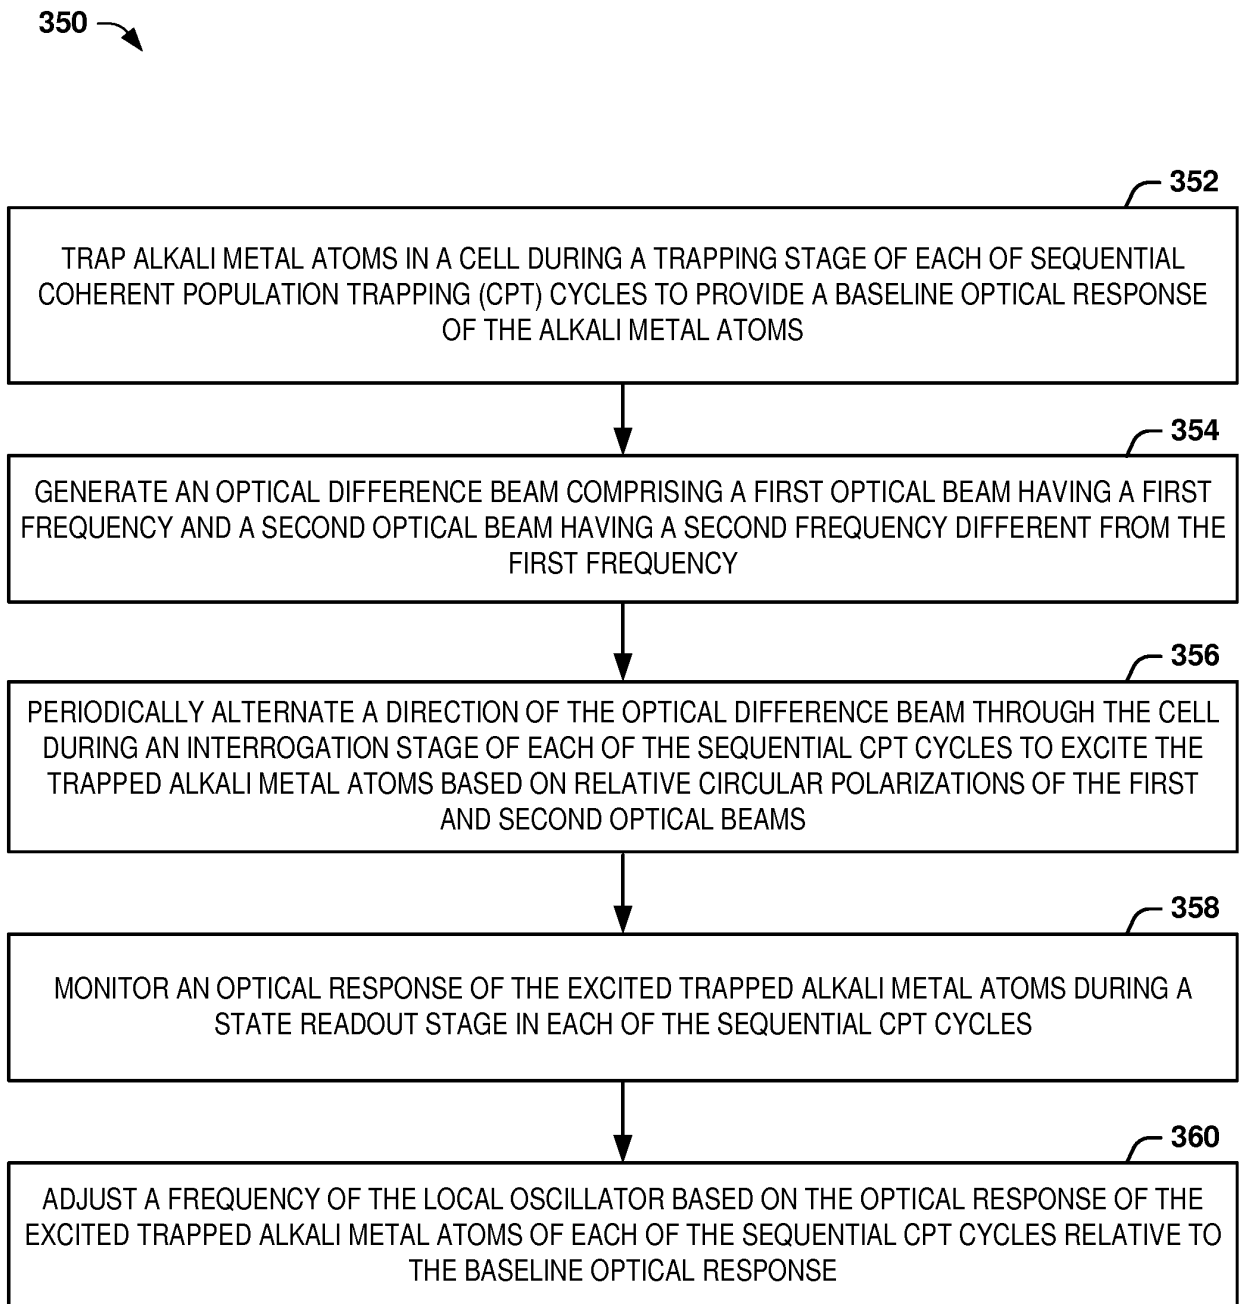 350
352
TRAP ALKALI METAL ATOMS IN A CELL DURING A TRAPPING STAGE OF EACH OF SEQUENTIAL
COHERENT POPULATION TRAPPING (CPT) CYCLES TO PROVIDE A BASELINE OPTICAL RESPONSE
OF THE ALKALI METAL ATOMS
354
GENERATE AN OPTICAL DIFFERENCE BEAM COMPRISING A FIRST OPTICAL BEAM HAVING A FIRST
FREQUENCY AND A SECOND OPTICAL BEAM HAVING A SECOND FREQUENCY DIFFERENT FROM THE
FIRST FREQUENCY
356
PERIODICALLY ALTERNATE A DIRECTION OF THE OPTICAL DIFFERENCE BEAM THROUGH THE CELL
DURING AN INTERROGATION STAGE OF EACH OF THE SEQUENTIAL CPT CYCLES TO EXCITE THE
TRAPPED ALKALI METAL ATOMS BASED ON RELATIVE CIRCULAR POLARIZATIONS OF THE FIRST
AND SECOND OPTICAL BEAMS
358
MONITOR AN OPTICAL RESPONSE OF THE EXCITED TRAPPED ALKALI METAL ATOMS DURING A
STATE READOUT STAGE IN EACH OF THE SEQUENTIAL CPT CYCLES
360
ADJUST A FREQUENCY OF THE LOCAL OSCILLATOR BASED ON THE OPTICAL RESPONSE OF THE
EXCITED TRAPPED ALKALI METAL ATOMS OF EACH OF THE SEQUENTIAL CPT CYCLES RELATIVE TO
THE BASELINE OPTICAL RESPONSE